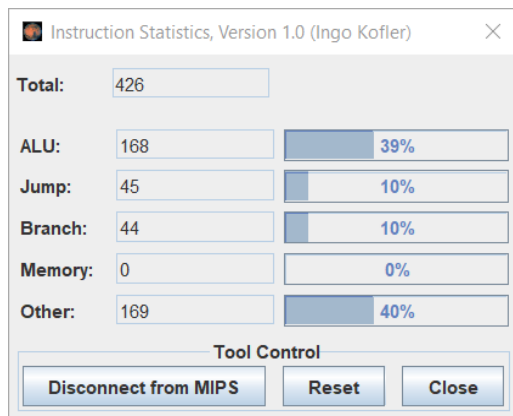 Instruction Statistics, Version 1.0 (Ingo Kofler)
Total: 426
ALU: 168 39%
Jump: 45 10%
Branch: 44 10%
Memory: 0 0%
Other: 169 40%
Tool Control
Disconnect from MIPS Reset Close